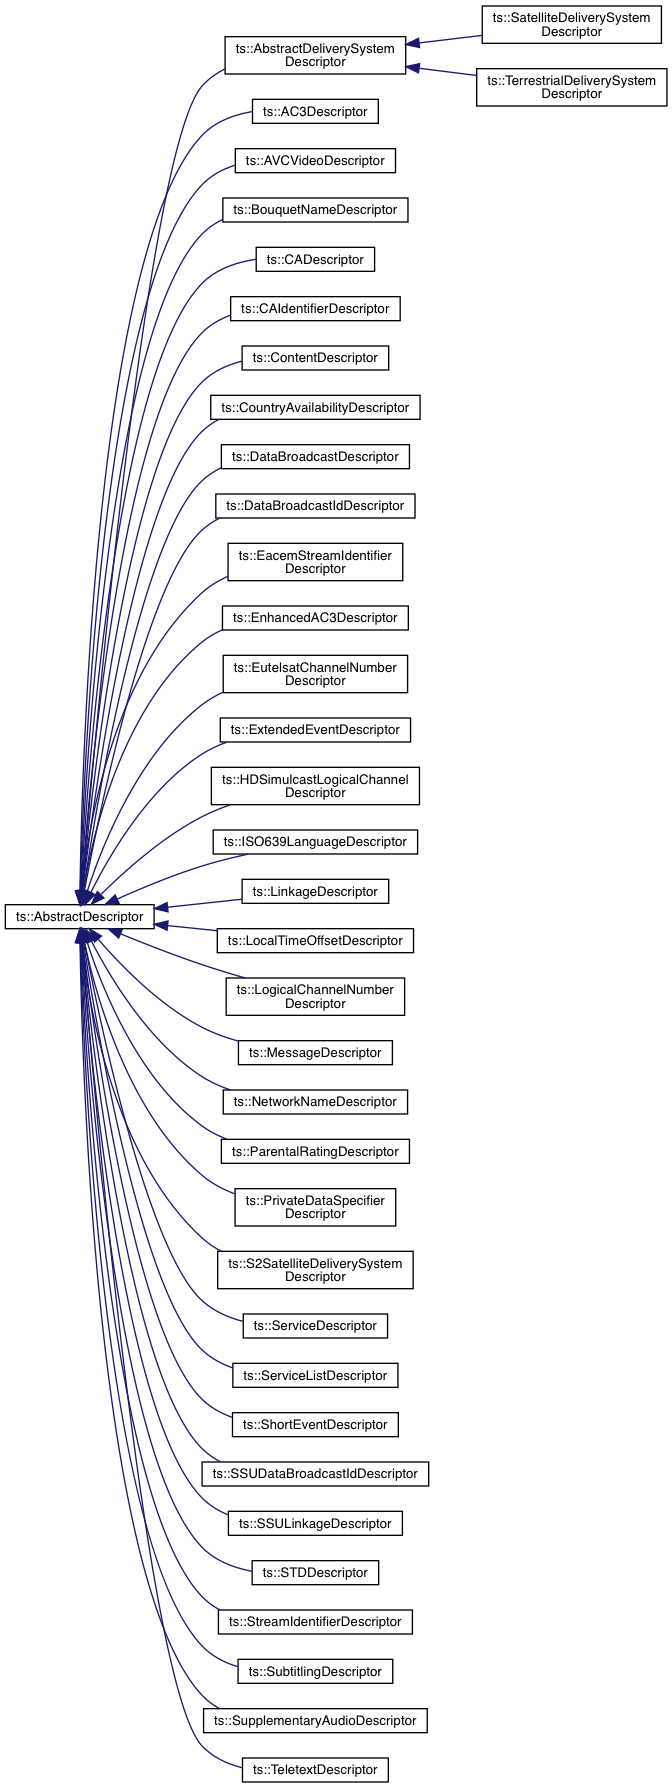 ts::SatelliteDeliverySystem
Descriptor
ts::AbstractDeliverySystem
Descriptor
ts::TerrestrialDeliverySystem
Descriptor
ts::AC3Descriptor
ts::AVCVideoDescriptor
ts::BouquetNameDescriptor
ts::CADescriptor
ts::CAIdentifierDescriptor
ts::ContentDescriptor
ts::CountryAvailabilityDescriptor
ts::DataBroadcastDescriptor
ts::DataBroadcastIdDescriptor
ts::EacemStreamIdentifier
Descriptor
ts::EnhancedAC3Descriptor
ts::EutelsatChannelNumber
Descriptor
ts::ExtendedEventDescriptor
ts::HDSimulcastLogicalChannel
Descriptor
ts::ISO639LanguageDescriptor
ts::LinkageDescriptor
ts::AbstractDescriptor
ts::LocalTimeOffsetDescriptor
ts::LogicalChannelNumber
Descriptor
ts::MessageDescriptor
ts::NetworkNameDescriptor
ts::ParentalRatingDescriptor
ts::PrivateDataSpecifier
Descriptor
ts::S2SatelliteDeliverySystem
Descriptor
ts::ServiceDescriptor
ts::ServiceListDescriptor
ts::ShortEventDescriptor
ts::SSUDataBroadcastIdDescriptor
ts::SSULinkageDescriptor
ts::STDDescriptor
ts::StreamIdentifierDescriptor
ts::SubtitlingDescriptor
ts::SupplementaryAudioDescriptor
ts::TeletextDescriptor